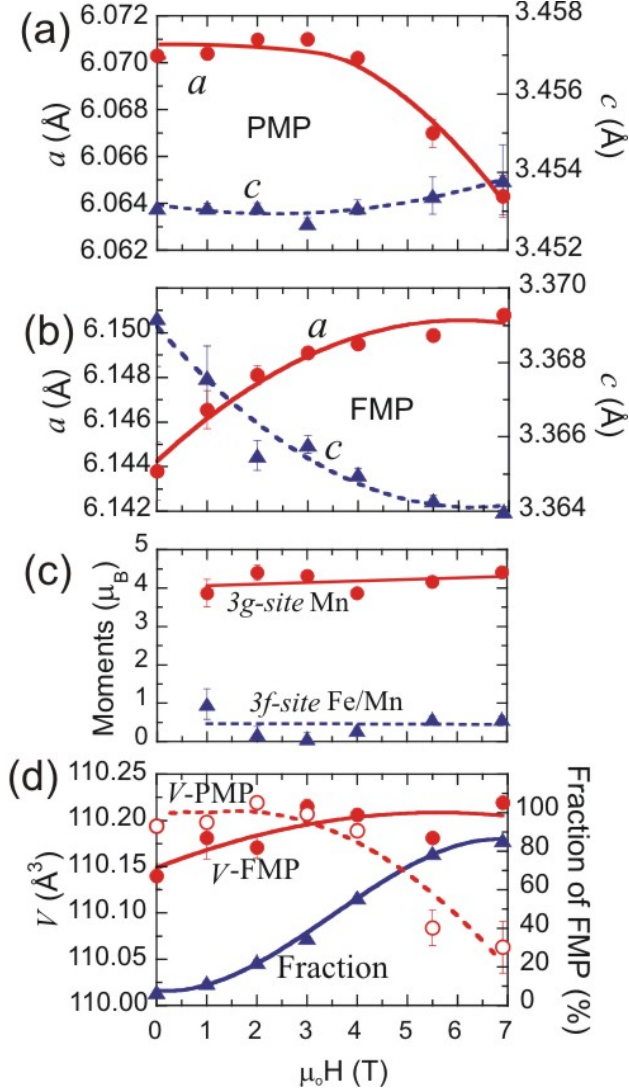 (a)
6.072
6.070
6.068
6.066
6.064
6.062
a (Å)
a
PMP
c
3.458
3.457
3.456
3.454
3.453
3.452
c (Å)
(b)
6.150
6.148
6.146
6.144
6.142
a (Å)
a
FMP
c
3.370
3.368
3.366
3.364
c (Å)
(c)
5
4
3
2
1
0
Moments (μB)
3g-site Mn
3f-site Fe/Mn
(d)
110.25
110.20
110.15
110.10
110.05
110.00
V (Å³)
V-PMP
V-FMP
Fraction
100
80
60
40
20
0
Fraction of FMP (%)
0 1 2 3 4 5 6 7
μoH (T)